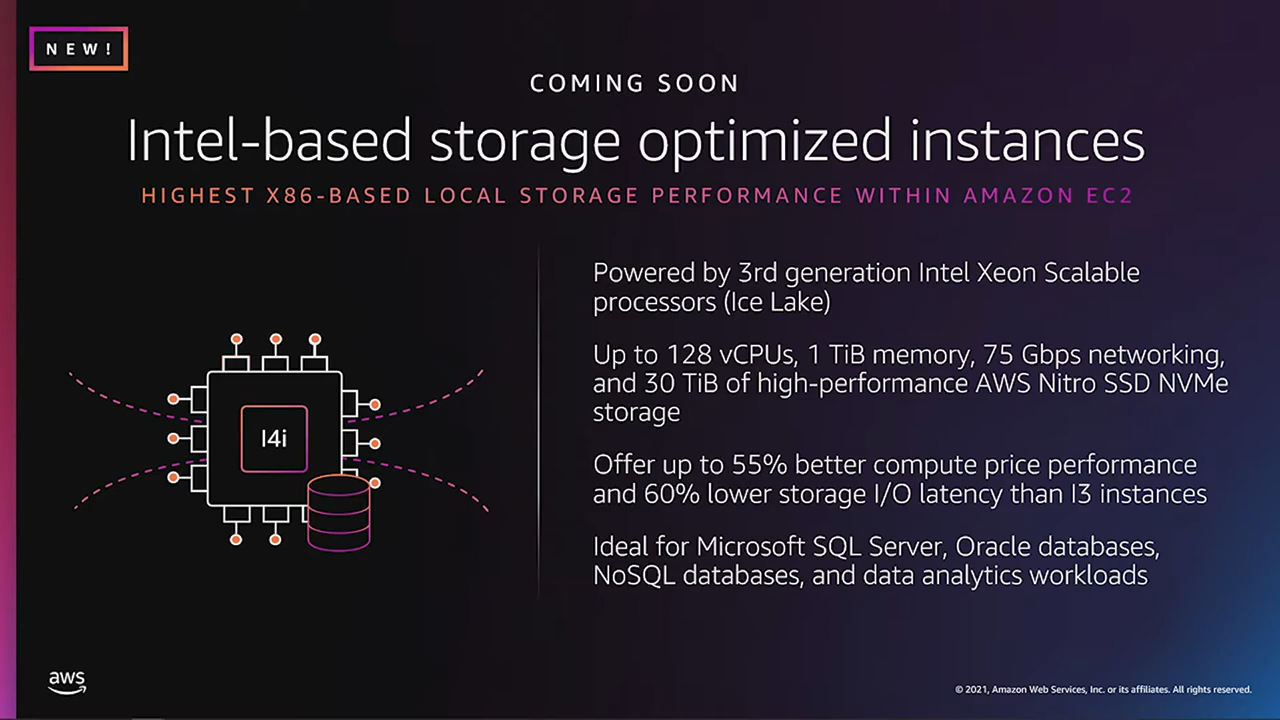 NEW!
COMING SOON
Intel-based storage optimized instances
HIGHEST X86-BASED LOCAL STORAGE PERFORMANCE WITHIN AMAZON EC2
Powered by 3rd generation Intel Xeon Scalable
processors (Ice Lake)
Up to 128 vCPUs, 1 TiB memory, 75 Gbps networking,
and 30 TiB of high-performance AWS Nitro SSD NVMe
storage
Offer up to 55% better compute price performance
and 60% lower storage I/O latency than I3 instances
Ideal for Microsoft SQL Server, Oracle databases,
NoSQL databases, and data analytics workloads
I4i
aws
© 2021, Amazon Web Services, Inc. or its affiliates. All rights reserved.